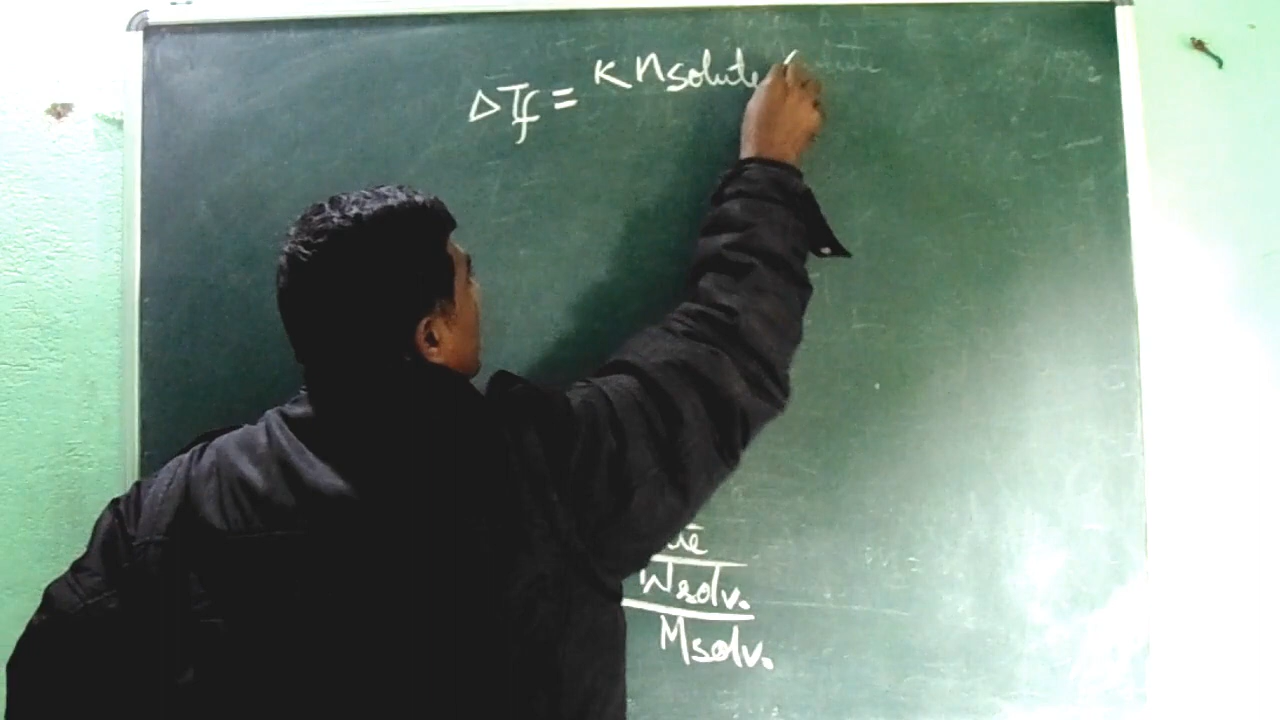 ΔTf = K nsolute
Wsolv.
Msolv.